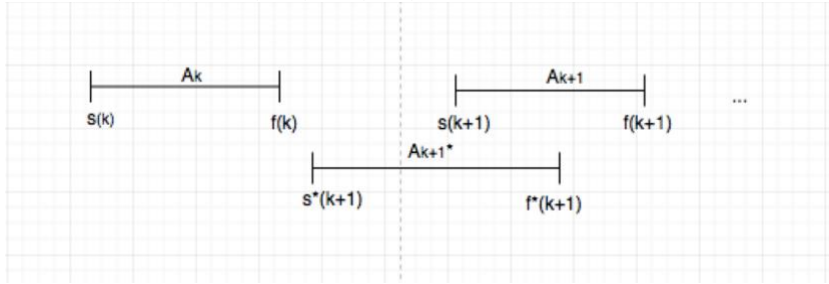 Ak
Ak+1
s(k)
f(k)
s(k+1)
f(k+1)
...
Ak+1*
s*(k+1)
f*(k+1)